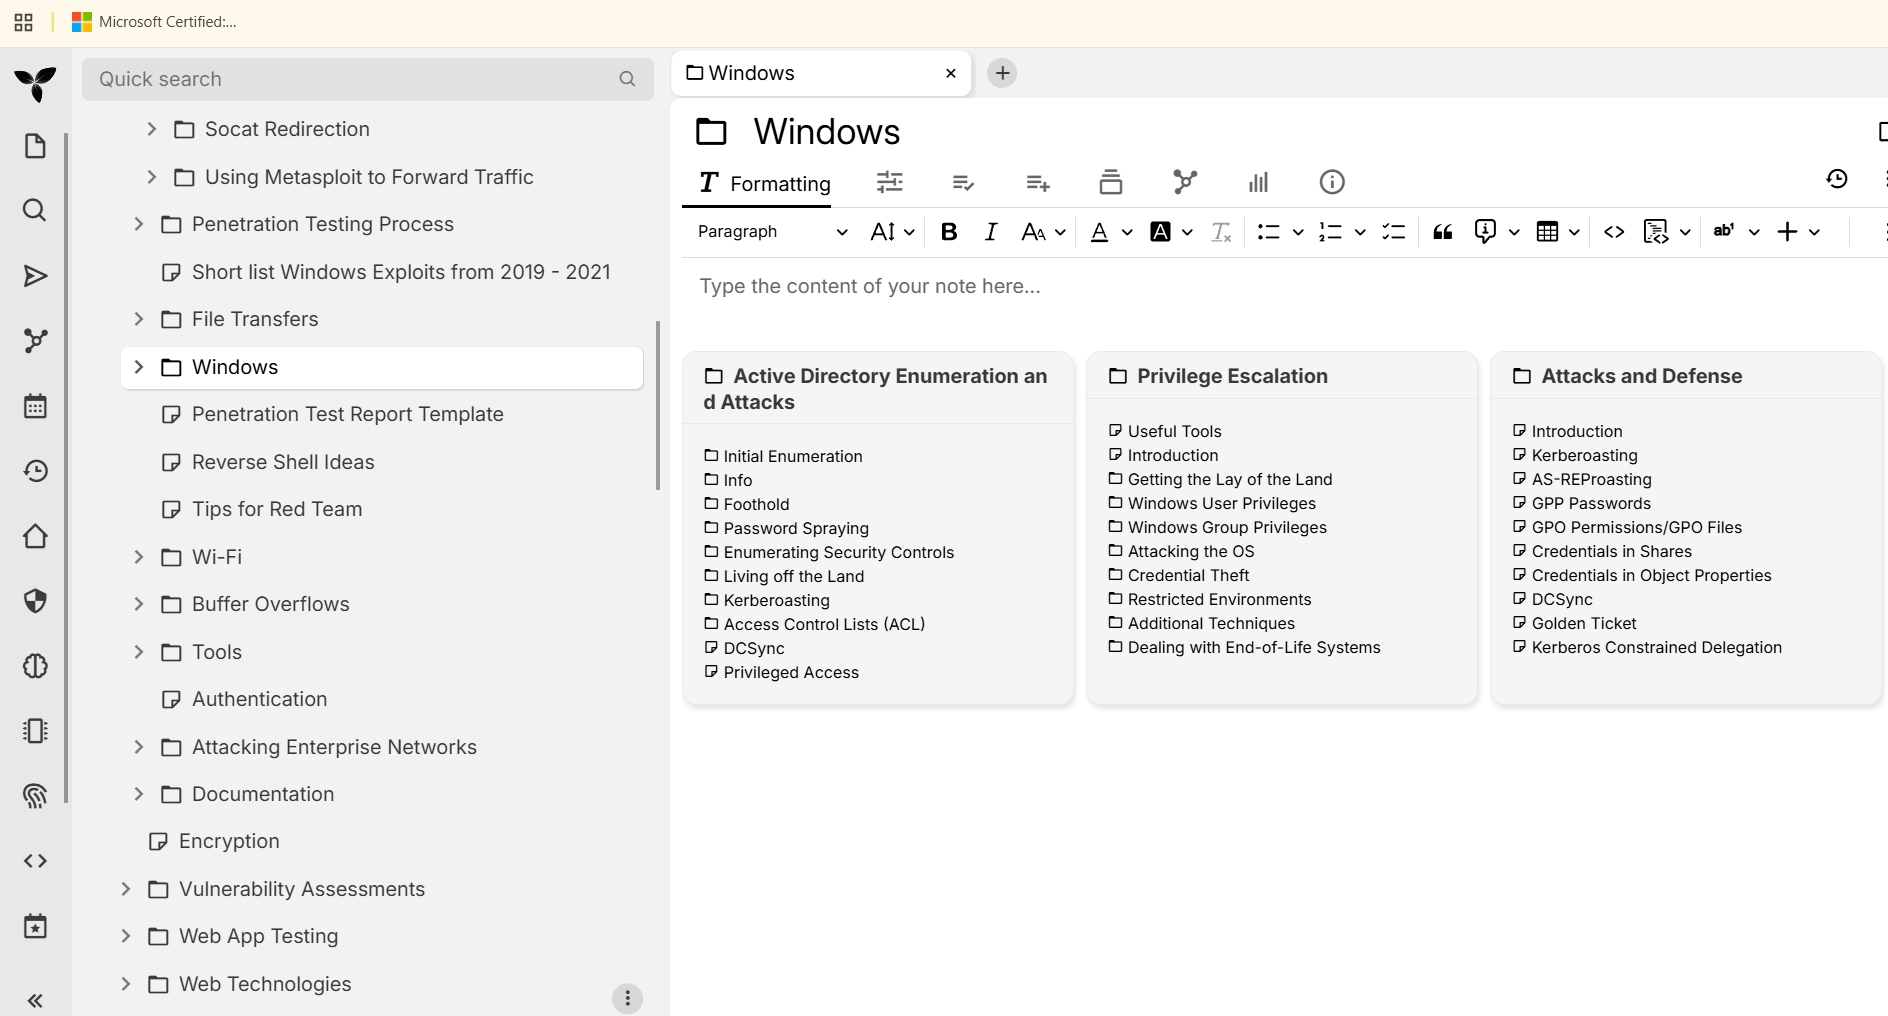 Microsoft Certified:...
Quick search
Socat Redirection
Using Metasploit to Forward Traffic
Penetration Testing Process
Short list Windows Exploits from 2019 - 2021
File Transfers
Windows
Penetration Test Report Template
Reverse Shell Ideas
Tips for Red Team
Wi-Fi
Buffer Overflows
Tools
Authentication
Attacking Enterprise Networks
Documentation
Encryption
Vulnerability Assessments
Web App Testing
Web Technologies
Windows
Windows
Formatting
Paragraph
Type the content of your note here...
Active Directory Enumeration an
d Attacks
Initial Enumeration
Info
Foothold
Password Spraying
Enumerating Security Controls
Living off the Land
Kerberoasting
Access Control Lists (ACL)
DCSync
Privileged Access
Privilege Escalation
Useful Tools
Introduction
Getting the Lay of the Land
Windows User Privileges
Windows Group Privileges
Attacking the OS
Credential Theft
Restricted Environments
Additional Techniques
Dealing with End-of-Life Systems
Attacks and Defense
Introduction
Kerberoasting
AS-REProasting
GPP Passwords
GPO Permissions/GPO Files
Credentials in Shares
Credentials in Object Properties
DCSync
Golden Ticket
Kerberos Constrained Delegation